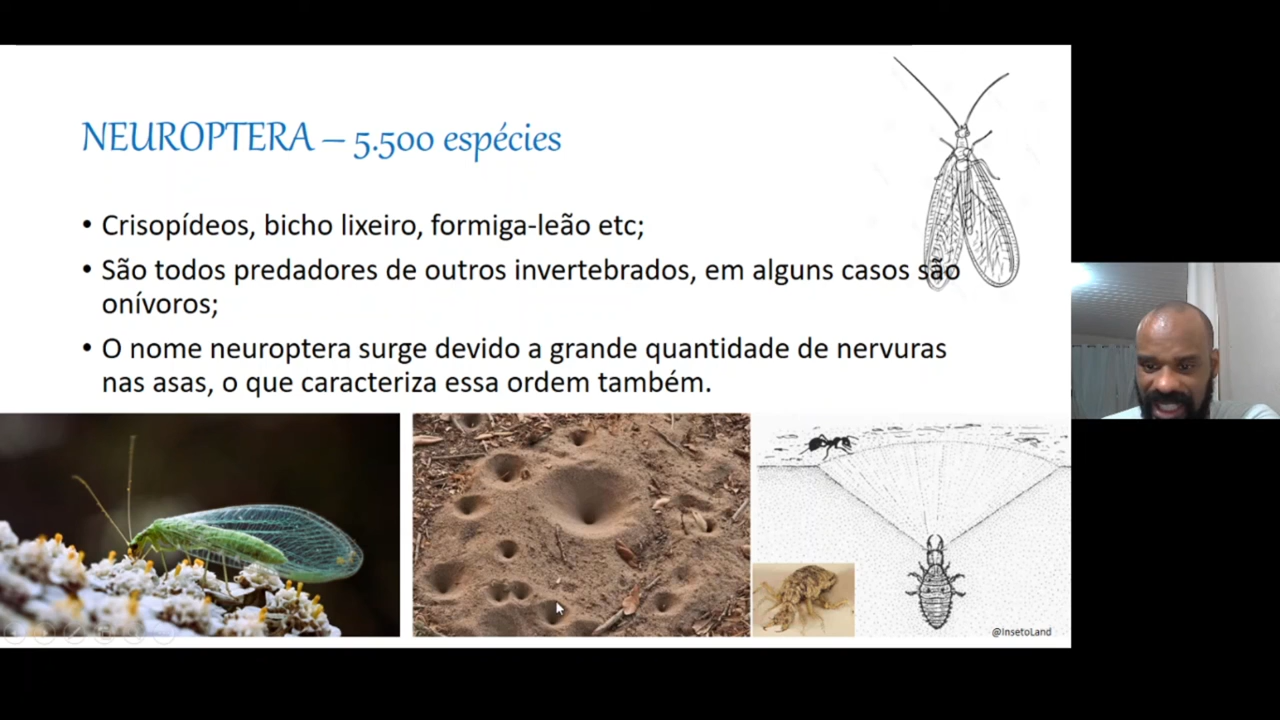 NEUROPTERA – 5.500 espécies
• Crisopídeos, bicho lixeiro, formiga-leão etc;
• São todos predadores de outros invertebrados, em alguns casos são
onívoros;
• O nome neuroptera surge devido a grande quantidade de nervuras
nas asas, o que caracteriza essa ordem também.
@InsetoLand